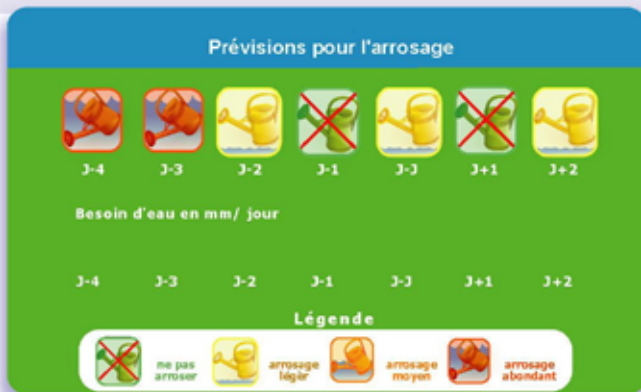 Prévisions pour l'arrosage
J-4 J-3 J-2 J-1 J-J J+1 J+2
Besoin d'eau en mm/ jour
J-4 J-3 J-2 J-1 J-J J+1 J+2
Légende
ne pas arrosage arrosage arrosage
arroser léger moyen abondant